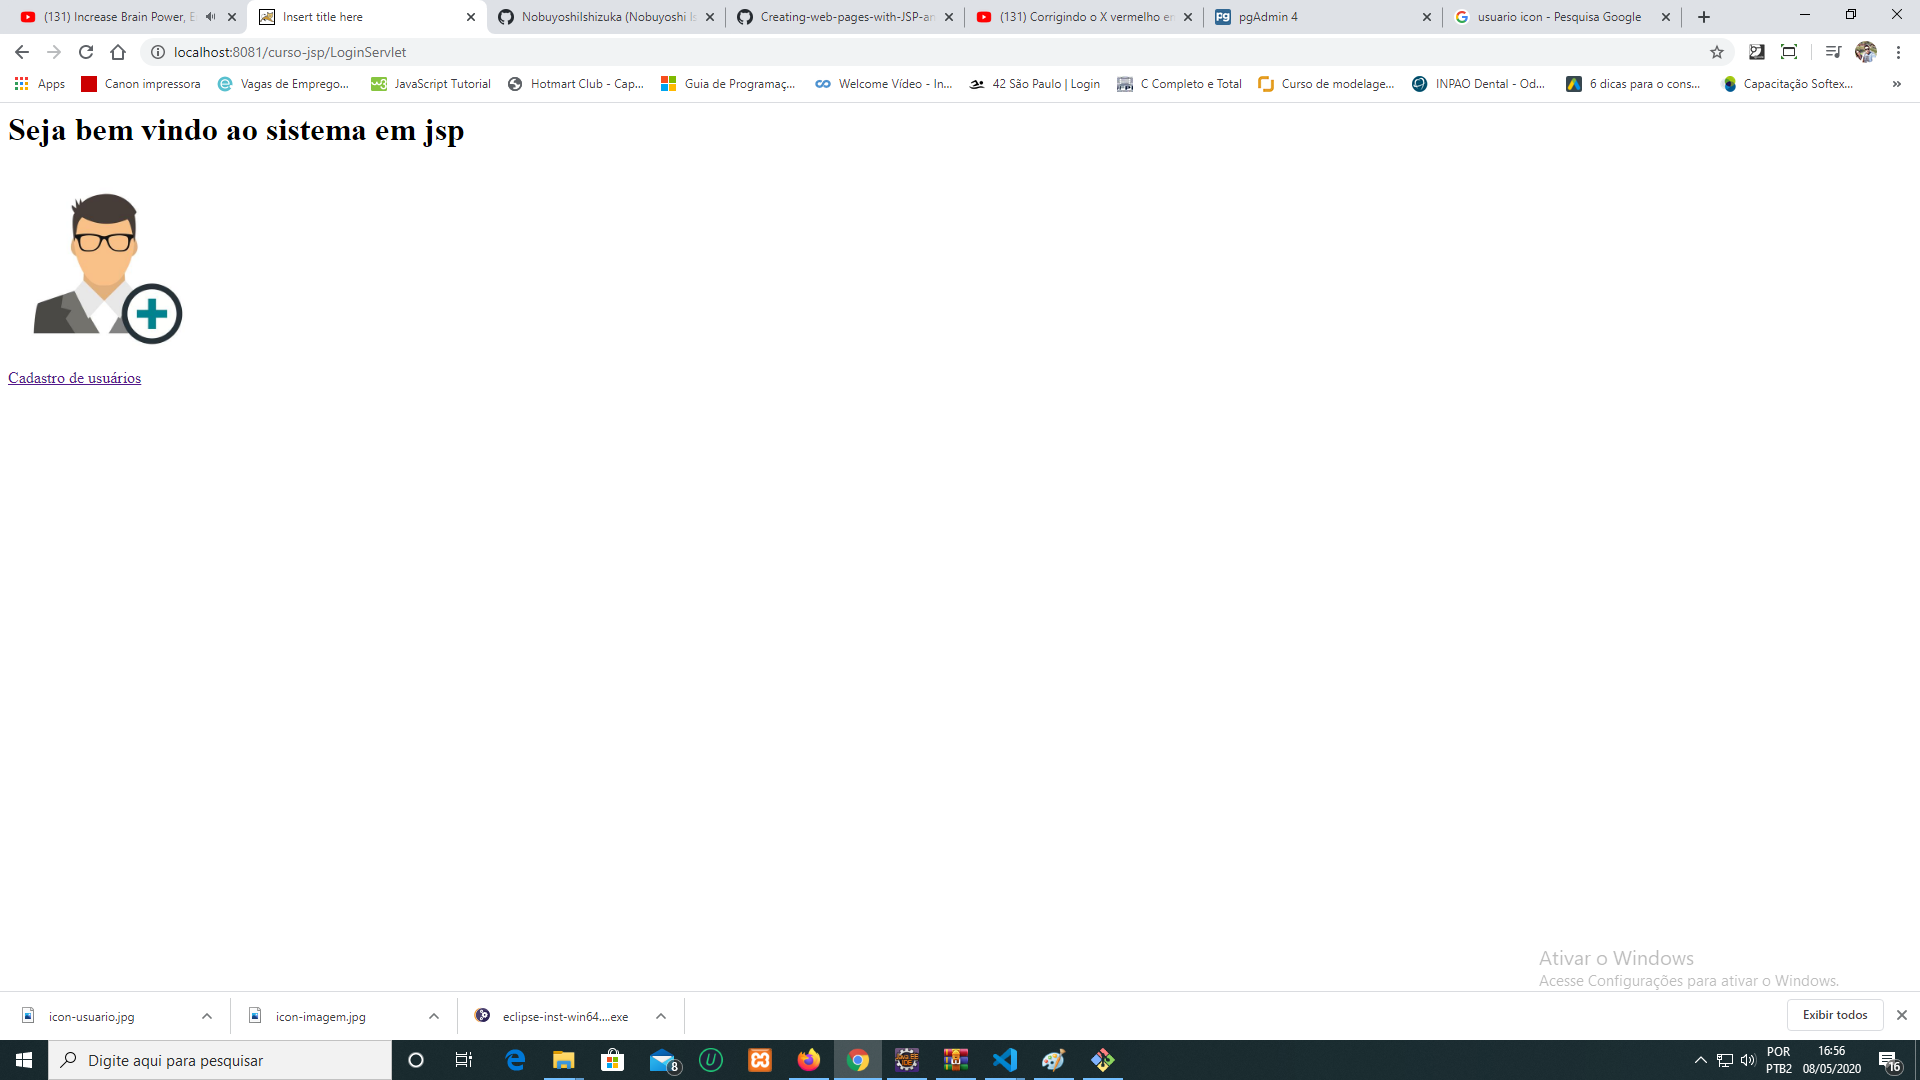 (131) Increase Brain Power, E
Insert title here
NobuyoshiIshizuka (Nobuyoshi Is
Creating-web-pages-with-JSP-an
(131) Corrigindo o X vermelho em
pgAdmin 4
usuario icon - Pesquisa Google
localhost:8081/curso-jsp/LoginServlet
Apps
Canon impressora
Vagas de Emprego...
JavaScript Tutorial
Hotmart Club - Cap...
Guia de Programaç...
Welcome Vídeo - In...
42 São Paulo | Login
C Completo e Total
Curso de modelage...
INPAO Dental - Od...
6 dicas para o cons...
Capacitação Softex...
»
Seja bem vindo ao sistema em jsp
Cadastro de usuários
Ativar o Windows
Acesse Configurações para ativar o Windows.
icon-usuario.jpg
icon-imagem.jpg
eclipse-inst-win64....exe
Exibir todos
Digite aqui para pesquisar
8
POR
PTB2
16:56
08/05/2020
16